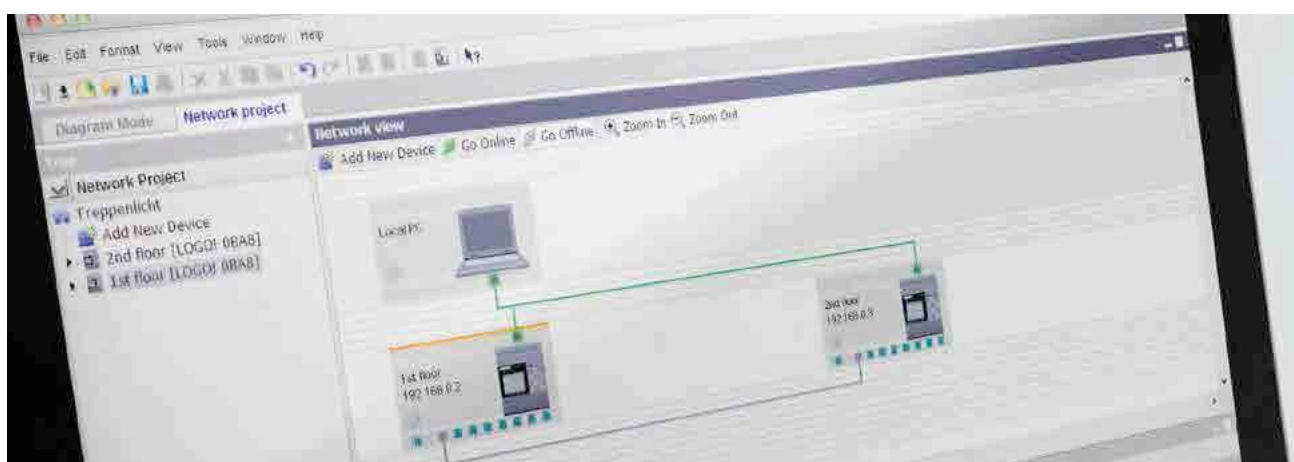 File Edit Format View Tools Window Help
Diagram Mode Network project
Network view
Add New Device Go Online Go Offline Zoom In Zoom Out
Network Project
Treppenlicht
Add New Device
2nd floor [LOGO! 0BA8]
1st floor [LOGO! 0BA8]
Local PC
2nd floor
192.168.0.3
1st floor
192.168.0.2